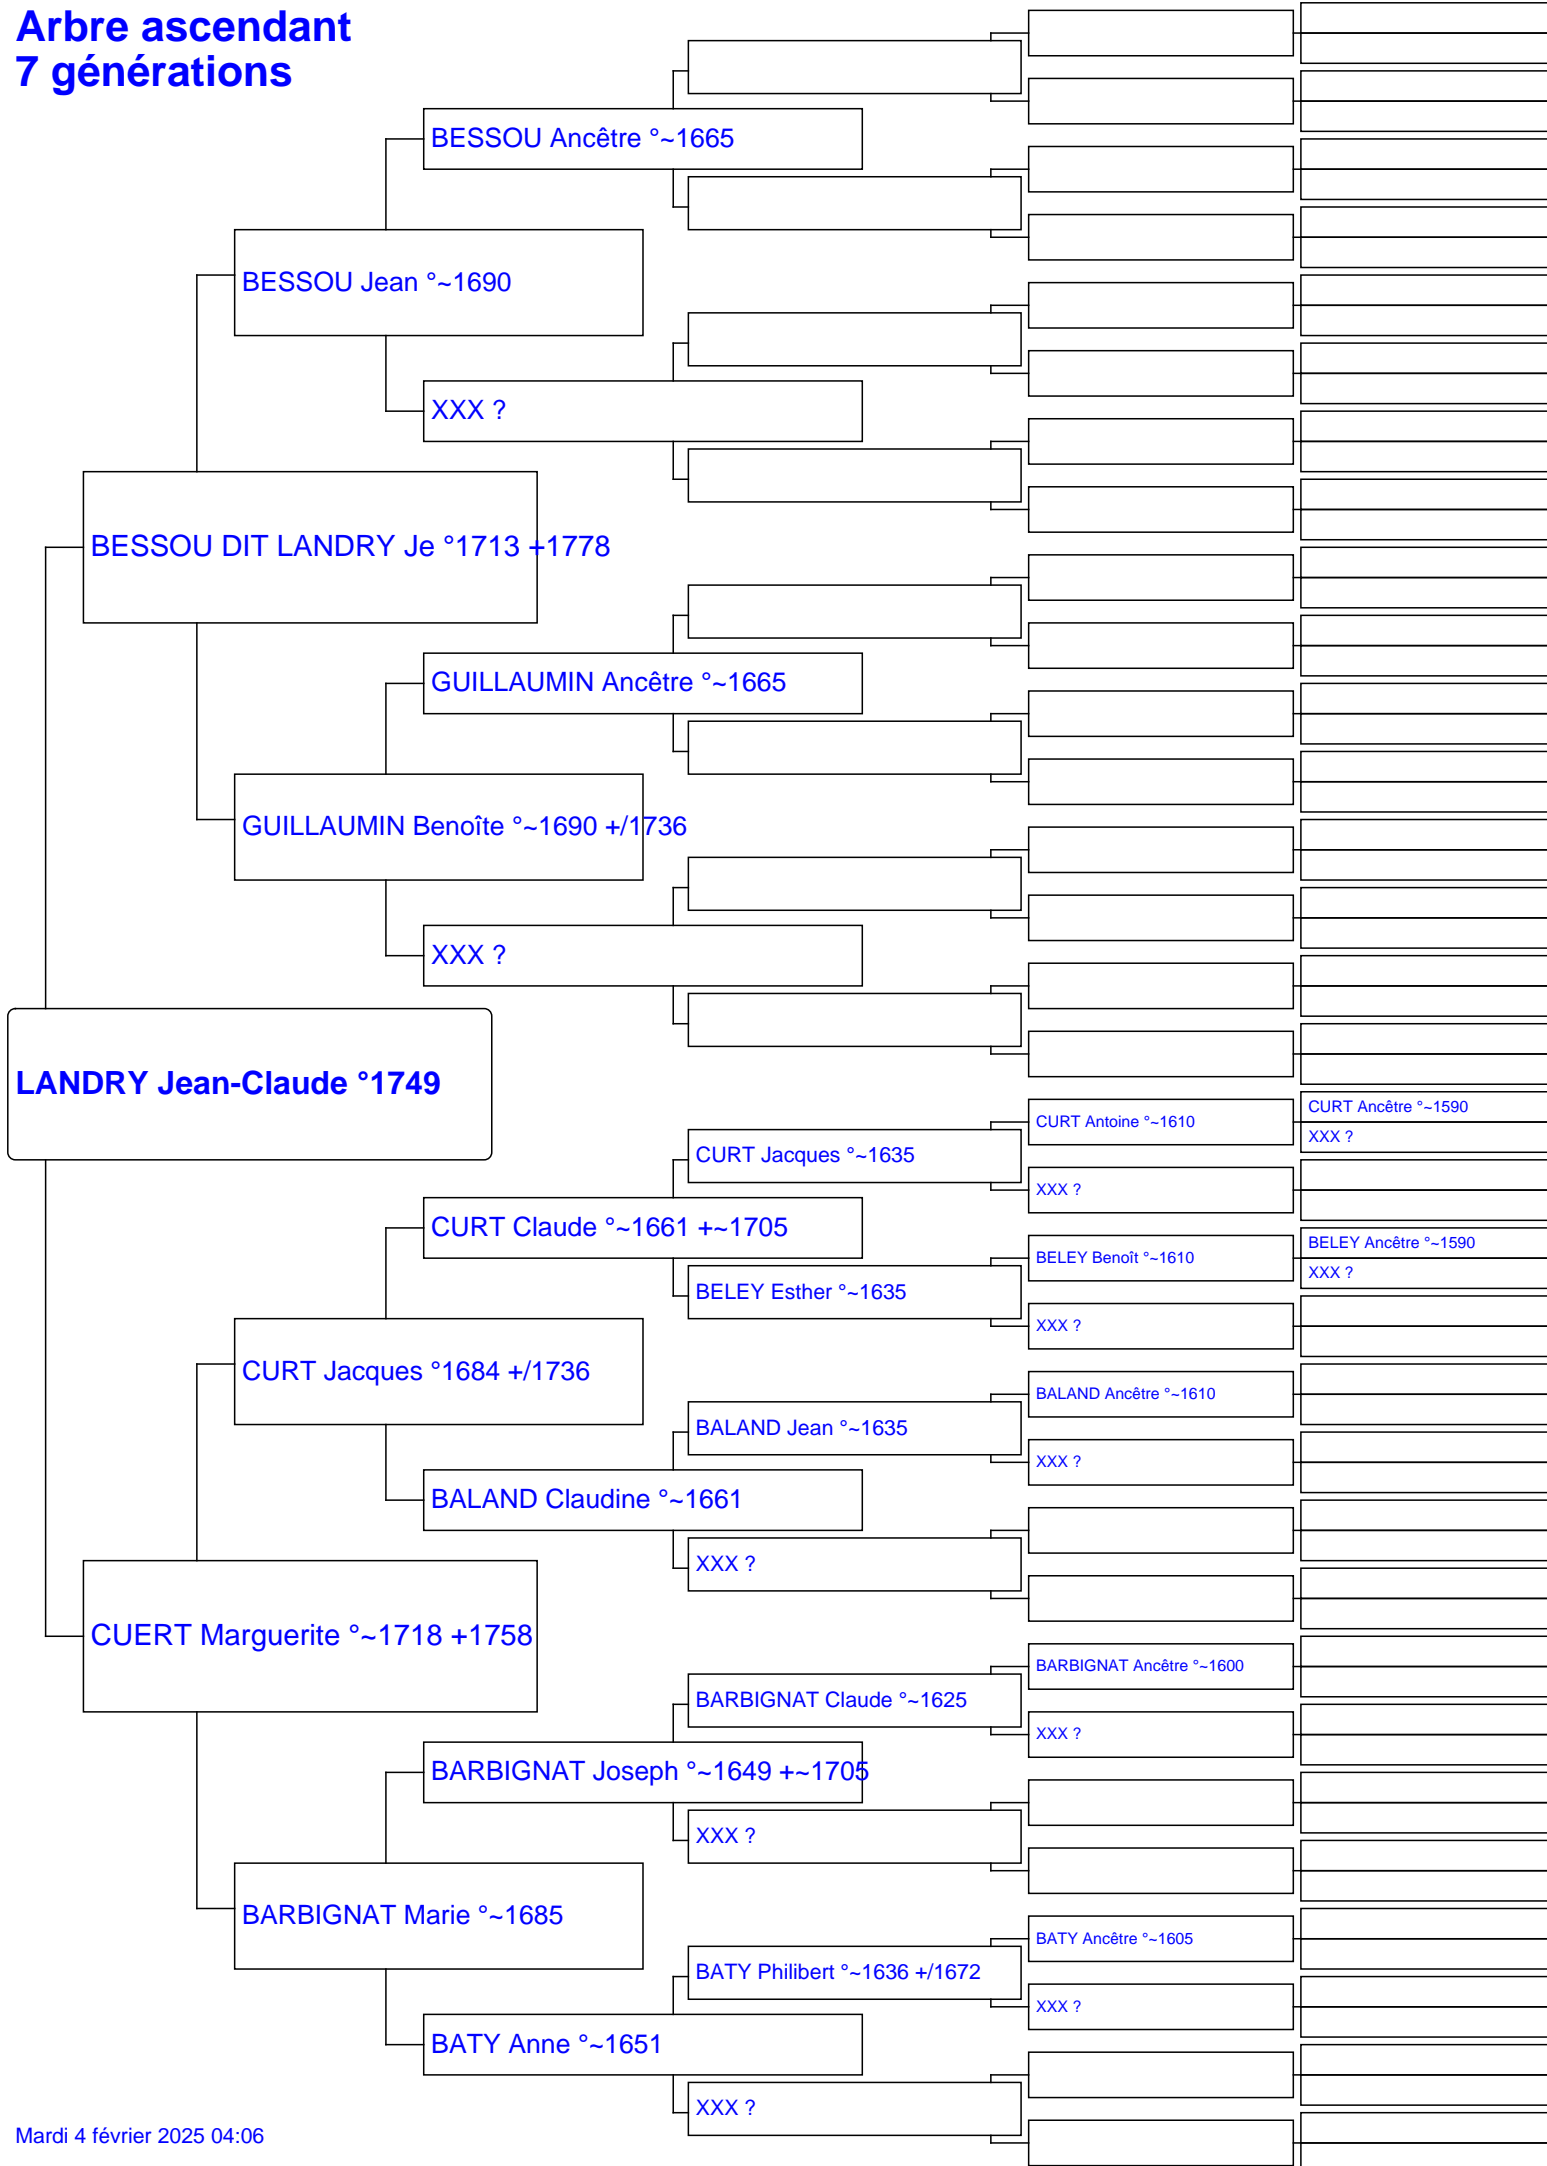 Arbre ascendant
7 générations
BESSOU Ancêtre °~1665
BESSOU Jean °~1690
XXX ?
BESSOU DIT LANDRY Je °1713 +1778
GUILLAUMIN Ancêtre °~1665
GUILLAUMIN Benoîte °~1690 +/1736
XXX ?
LANDRY Jean-Claude °1749
CURT Antoine °~1610
CURT Ancêtre °~1590
XXX ?
CURT Jacques °~1635
XXX ?
CURT Claude °~1661 +~1705
BELEY Benoît °~1610
BELEY Ancêtre °~1590
XXX ?
BELEY Esther °~1635
XXX ?
CURT Jacques °1684 +/1736
BALAND Ancêtre °~1610
BALAND Jean °~1635
XXX ?
BALAND Claudine °~1661
XXX ?
CUERT Marguerite °~1718 +1758
BARBIGNAT Ancêtre °~1600
BARBIGNAT Claude °~1625
XXX ?
BARBIGNAT Joseph °~1649 +~1705
XXX ?
BARBIGNAT Marie °~1685
BATY Ancêtre °~1605
BATY Philibert °~1636 +/1672
XXX ?
BATY Anne °~1651
XXX ?
Mardi 4 février 2025 04:06